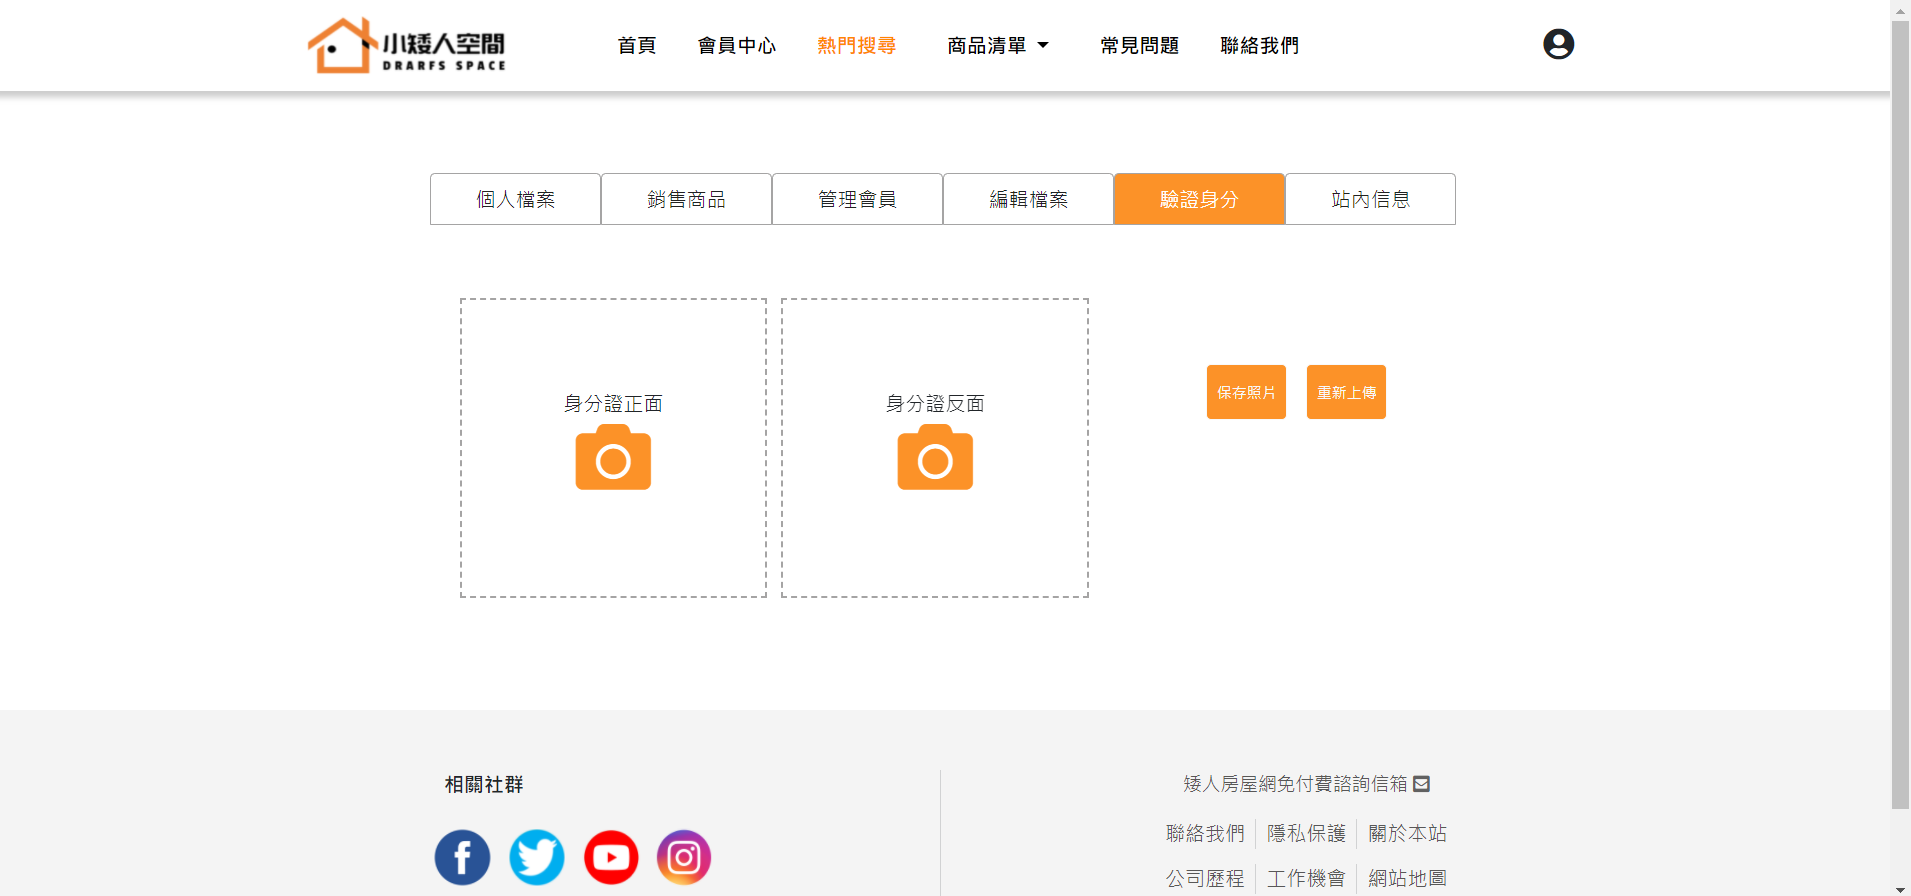 小矮人空間
DRARFS SPACE
首頁 會員中心 熱門搜尋 商品清單 常見問題 聯絡我們
個人檔案 銷售商品 管理會員 編輯檔案 驗證身分 站內信息
身分證正面 身分證反面
保存照片 重新上傳
相關社群
矮人房屋網免付費諮詢信箱
聯絡我們 隱私保護 關於本站
公司歷程 工作機會 網站地圖